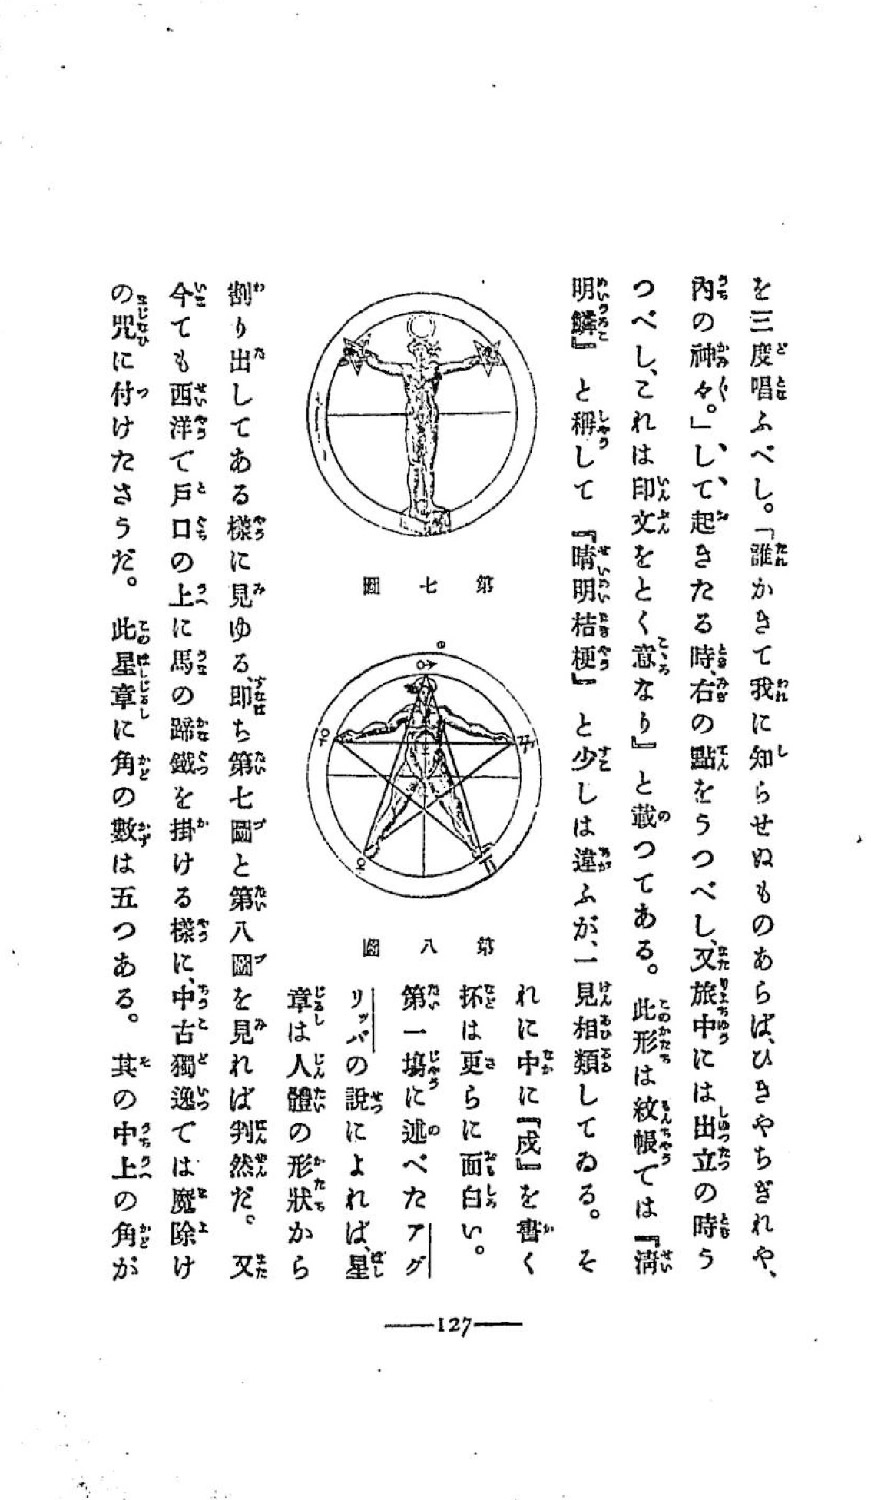 を三度唱ふべし。「誰かきて我に知らせぬものあらば、ひきやちぎれや、
內の神々。」して、起きたる時、右の點をうつべし、又旅中には出立の時う
つべし、これは印文をとく意なり』と載つてある。此形は紋帳では『淸
明鱗』と稱して『晴明桔梗』と少しは違ふが、一見相類してゐる。そ
れに中に『戍』を書く
抔は更らに面白い。
第一塲に述べたアグ
リッパの說によれば、星
章は人體の形狀から
割り出してある樣に見ゆる、卽ち第七圖と第八圖を見れば判然だ。又
今ても西洋で戶口の上に馬の蹄鐵を掛ける樣に、中古獨逸では魔除け
の咒に付けたさうだ。此星章に角の數は五つある。其の中上の角が
第七圖
第八圖
127